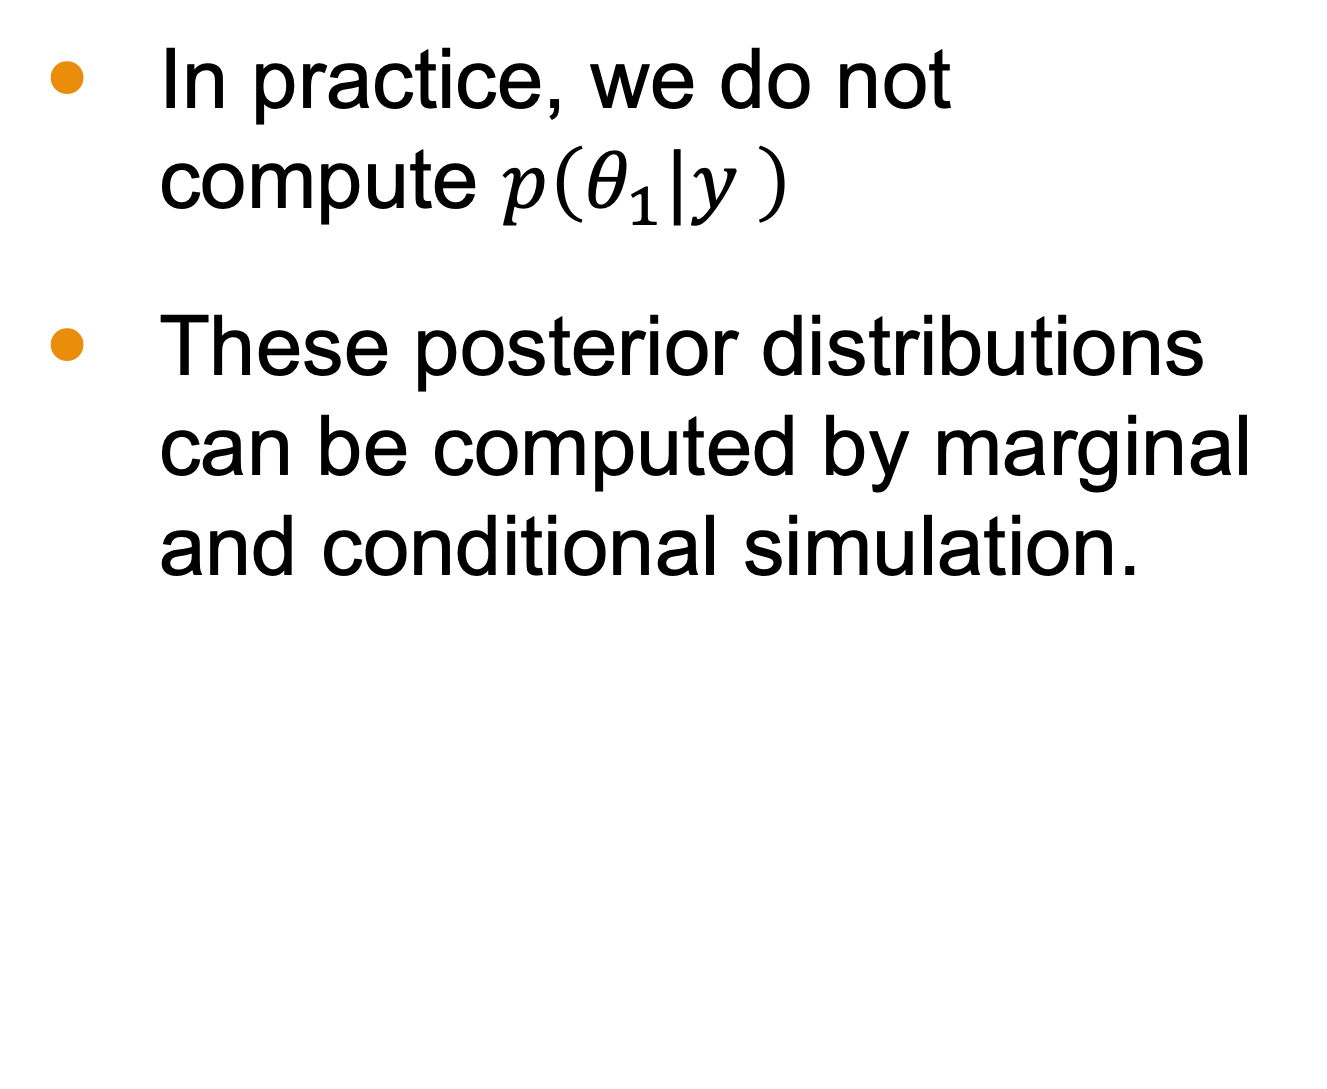 • In practice, we do not
compute 𝑝(𝜃₁|𝑦 )
• These posterior distributions
can be computed by marginal
and conditional simulation.